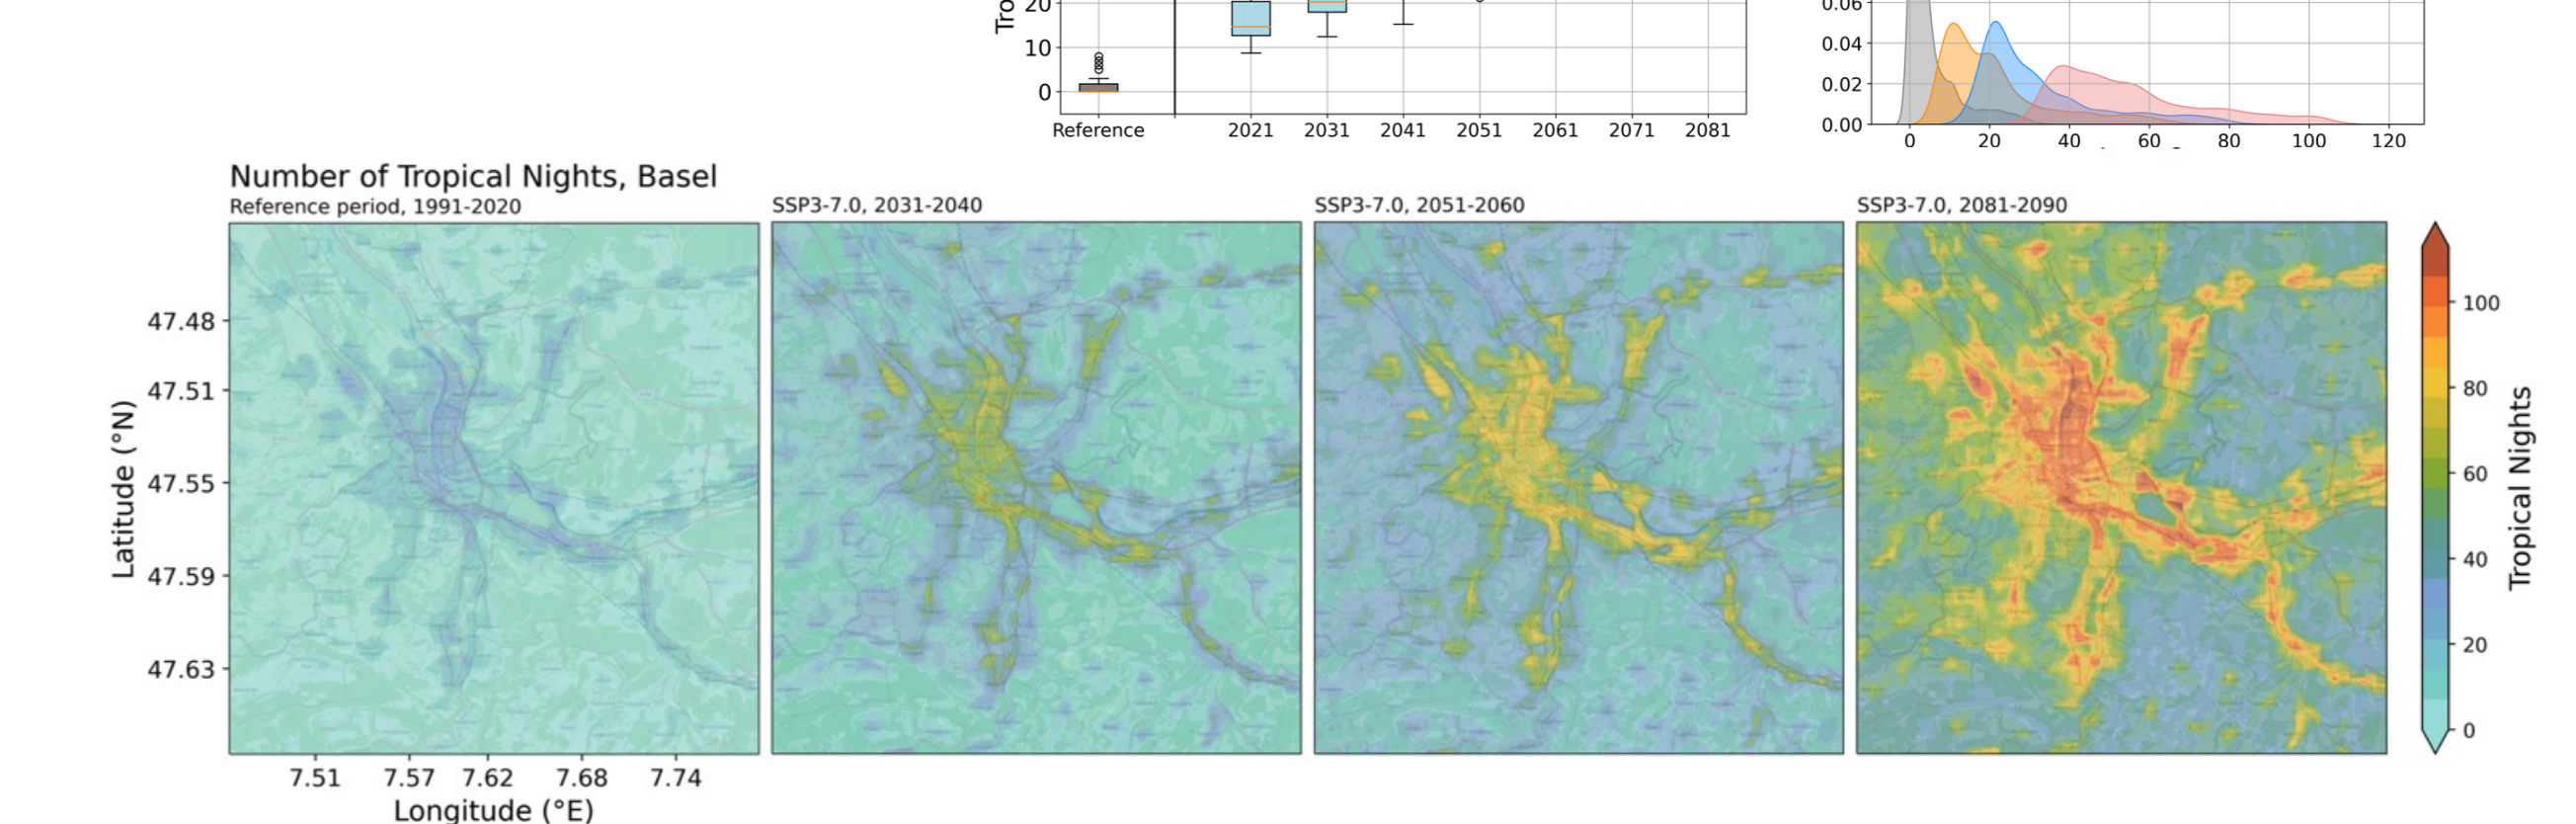 Tro
20
10
0
Reference 2021 2031 2041 2051 2061 2071 2081
0.06
0.04
0.02
0.00
0 20 40 60 80 100 120
Number of Tropical Nights, Basel
Reference period, 1991-2020
SSP3-7.0, 2031-2040
SSP3-7.0, 2051-2060
SSP3-7.0, 2081-2090
Latitude (°N)
47.48
47.51
47.55
47.59
47.63
7.51 7.57 7.62 7.68 7.74
Longitude (°E)
100
80
60
40
20
0
Tropical Nights